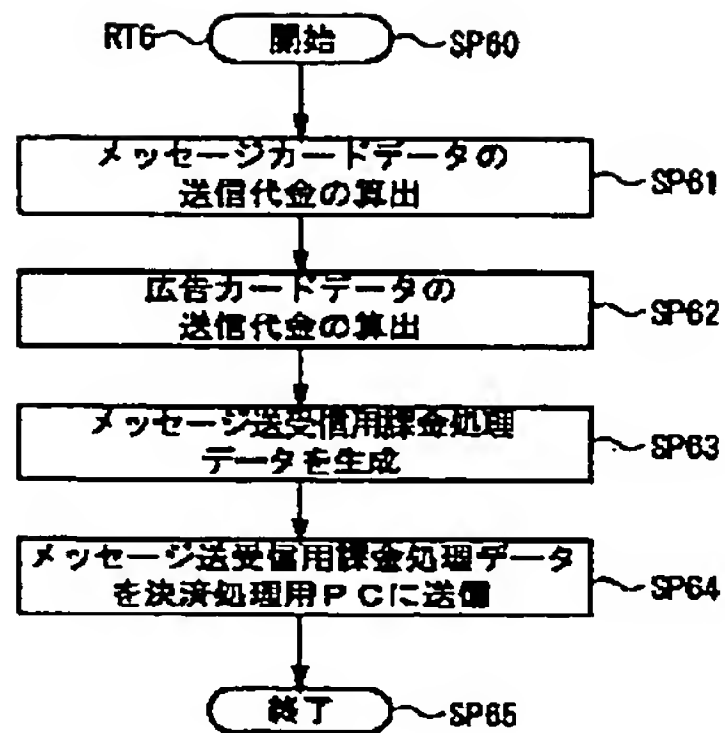 RT6 開始 SP60
メッセージカードデータの
送信代金の算出
SP61
広告カードデータの
送信代金の算出
SP62
メッセージ送受信用課金処理
データを生成
SP63
メッセージ送受信用課金処理データ
を決済処理用PCに送信
SP64
終了 SP65